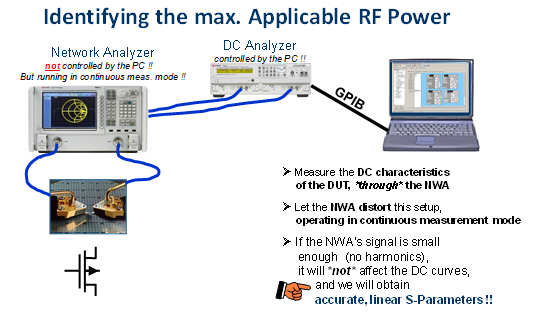 Identifying the max. Applicable RF Power
Network Analyzer
not controlled by the PC !!
But running in continuous meas. mode !!
DC Analyzer
controlled by the PC !!
GPIB
➢ Measure the DC characteristics
of the DUT, *through* the NWA
➢ Let the NWA distort this setup,
operating in continuous measurement mode
➢ If the NWA's signal is small
enough (no harmonics),
it will *not* affect the DC curves,
and we will obtain
accurate, linear S-Parameters !!